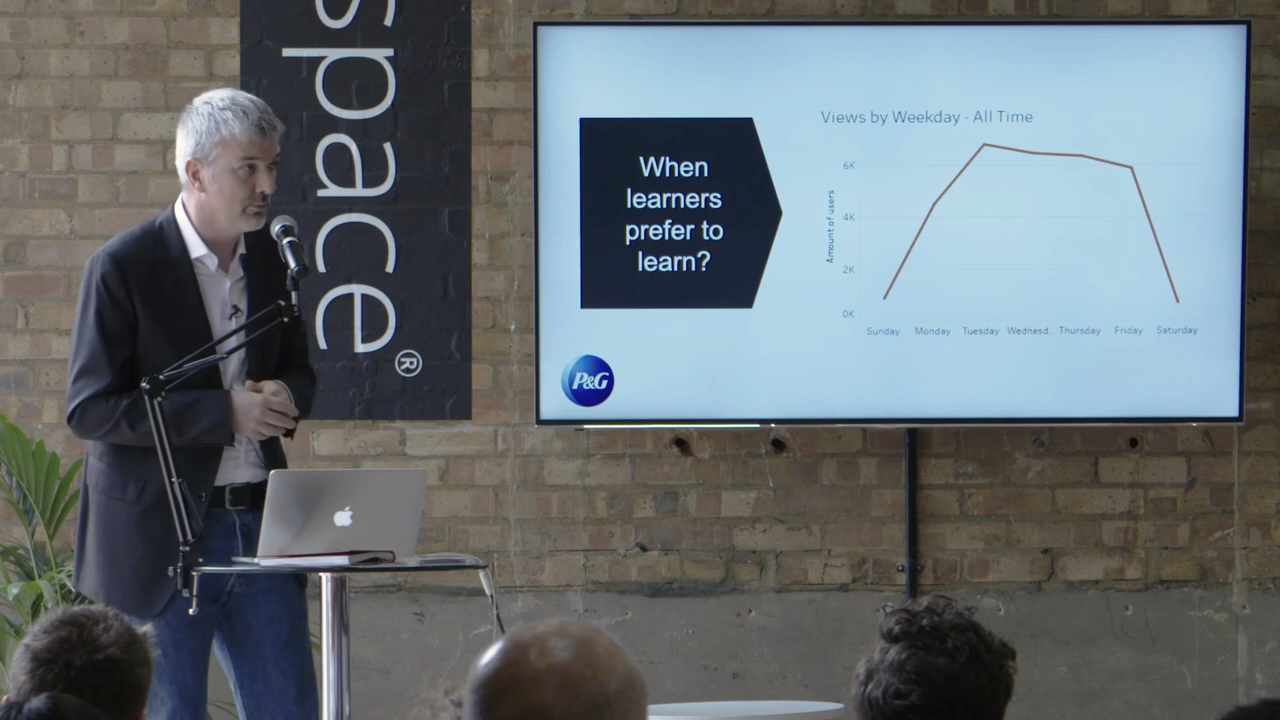 space®
When
learners
prefer to
learn?
P&G
Views by Weekday - All Time
Amount of users
6K
4K
2K
0K
Sunday Monday Tuesday Wednesd.. Thursday Friday Saturday